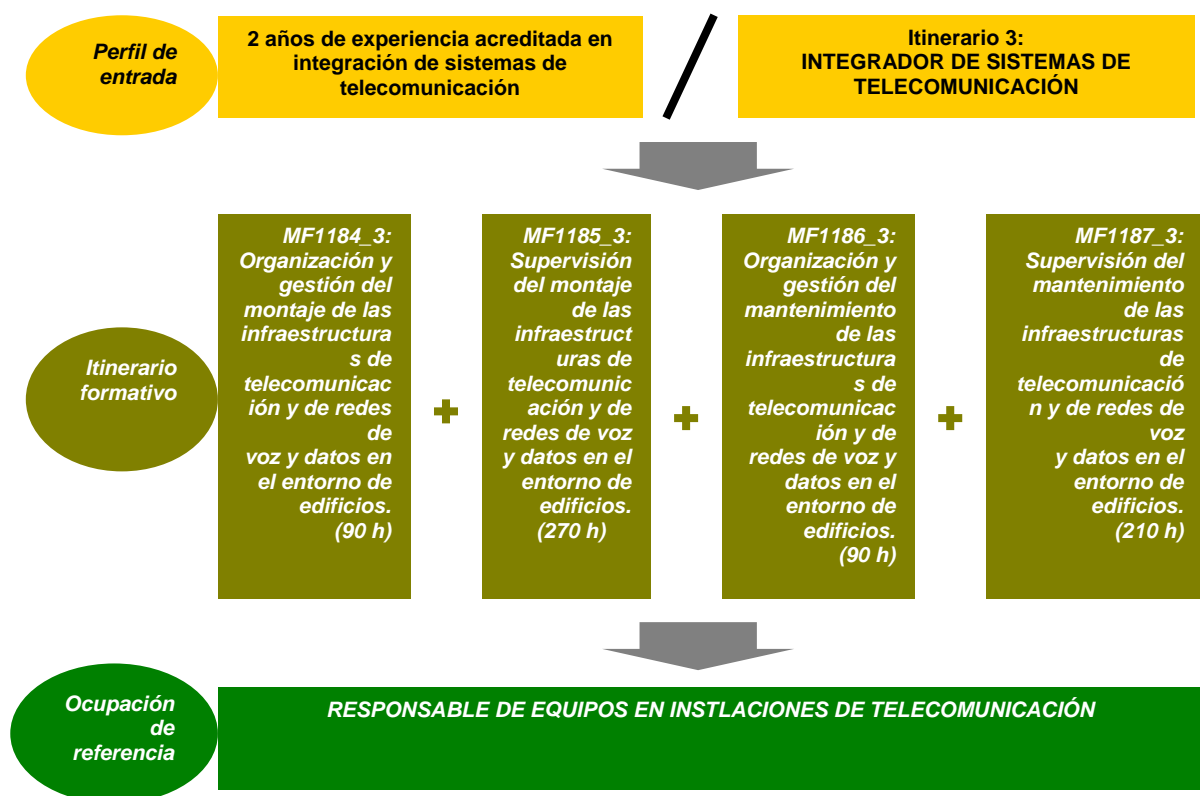 Perfil de
entrada
2 años de experiencia acreditada en
integración de sistemas de
telecomunicación
Itinerario 3:
INTEGRADOR DE SISTEMAS DE
TELECOMUNICACIÓN
Itinerario
formativo
MF1184_3:
Organización y
gestión del
montaje de las
infraestructura
s de
telecomunicac
ión y de redes
de
voz y datos en
el entorno de
edificios.
(90 h)
+
MF1185_3:
Supervisión
del montaje
de las
infraestruct
uras de
telecomunic
ación y de
redes de voz
y datos en el
entorno de
edificios.
(270 h)
+
MF1186_3:
Organización y
gestión del
mantenimiento
de las
infraestructura
s de
telecomunicac
ión y de
redes de voz y
datos en el
entorno de
edificios.
(90 h)
+
MF1187_3:
Supervisión del
mantenimiento
de las
infraestructuras
de
telecomunicació
n y de redes de
voz
y datos en el
entorno de
edificios.
(210 h)
Ocupación
de
referencia
RESPONSABLE DE EQUIPOS EN INSTLACIONES DE TELECOMUNICACIÓN